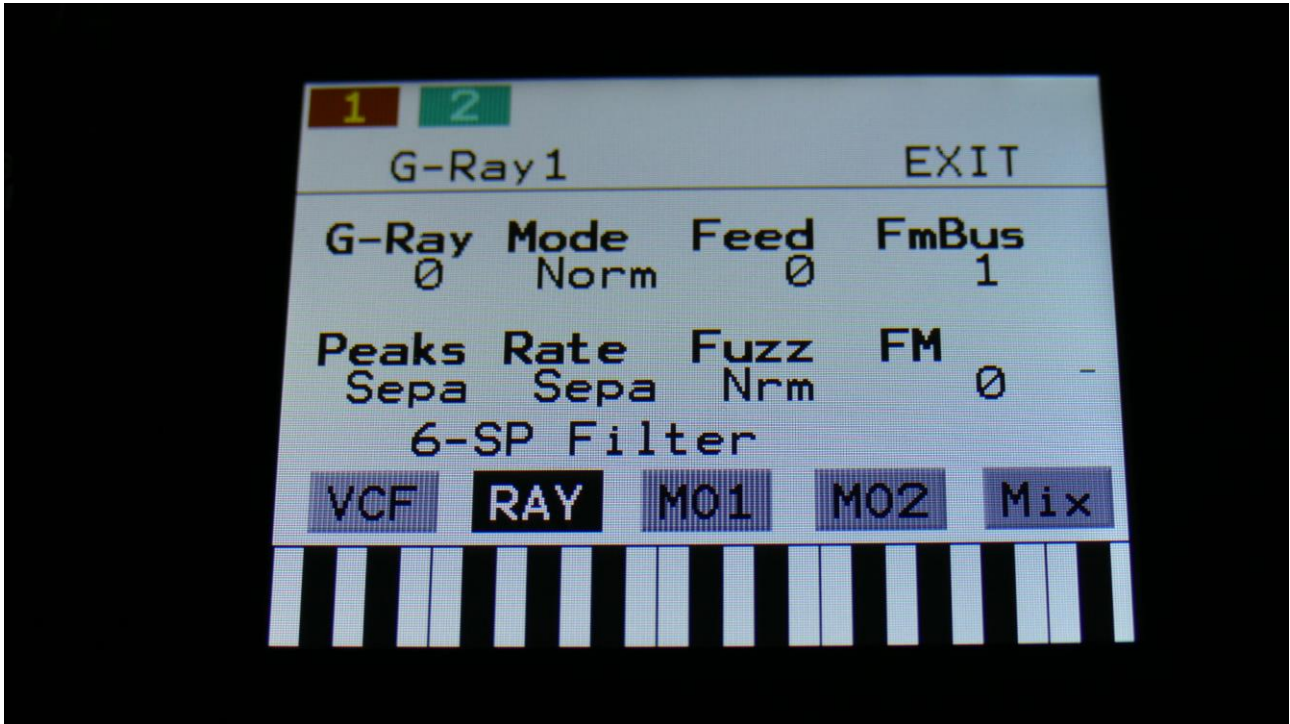 1 2
G-Ray1 EXIT
G-Ray Mode Feed FmBus
0 Norm 0 1
Peaks Rate Fuzz FM
Sepa Sepa Nrm 0
6-SP Filter
VCF RAY MO1 MO2 Mix